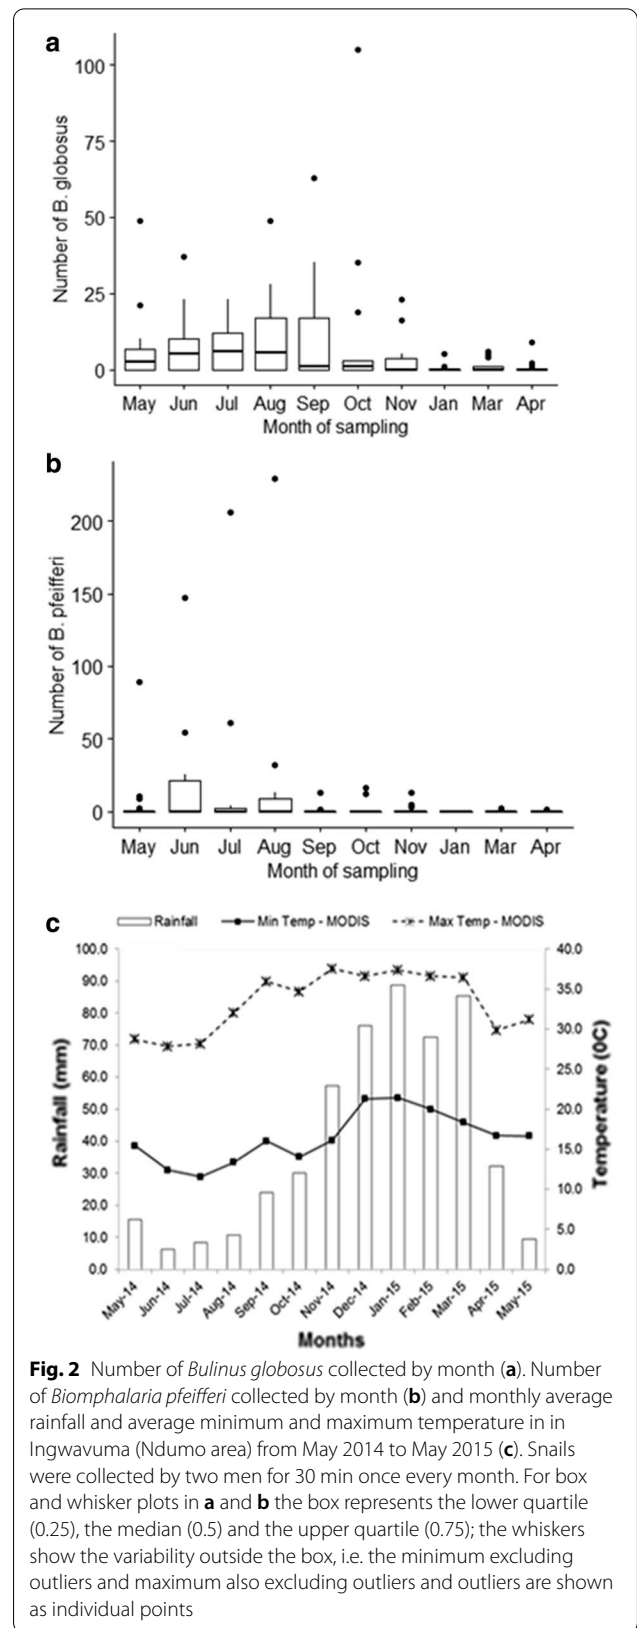 a
100
75
50
25
0
Number of B. globosus
May Jun Jul Aug Sep Oct Nov Jan Mar Apr
Month of sampling
b
200
150
100
50
0
Number of B. pfeifferi
May Jun Jul Aug Sep Oct Nov Jan Mar Apr
Month of sampling
c
Rainfall Min Temp - MODIS Max Temp - MODIS
100.0
90.0
80.0
70.0
60.0
50.0
40.0
30.0
20.0
10.0
0.0
Rainfall (mm)
40.0
35.0
30.0
25.0
20.0
15.0
10.0
5.0
0.0
Temperature (0C)
May-14 Jun-14 Jul-14 Aug-14 Sep-14 Oct-14 Nov-14 Dec-14 Jan-15 Feb-15 Mar-15 Apr-15 May-15
Months
Fig. 2 Number of Bulinus globosus collected by month (a). Number
of Biomphalaria pfeifferi collected by month (b) and monthly average
rainfall and average minimum and maximum temperature in in
Ingwavuma (Ndumo area) from May 2014 to May 2015 (c). Snails
were collected by two men for 30 min once every month. For box
and whisker plots in a and b the box represents the lower quartile
(0.25), the median (0.5) and the upper quartile (0.75); the whiskers
show the variability outside the box, i.e. the minimum excluding
outliers and maximum also excluding outliers and outliers are shown
as individual points